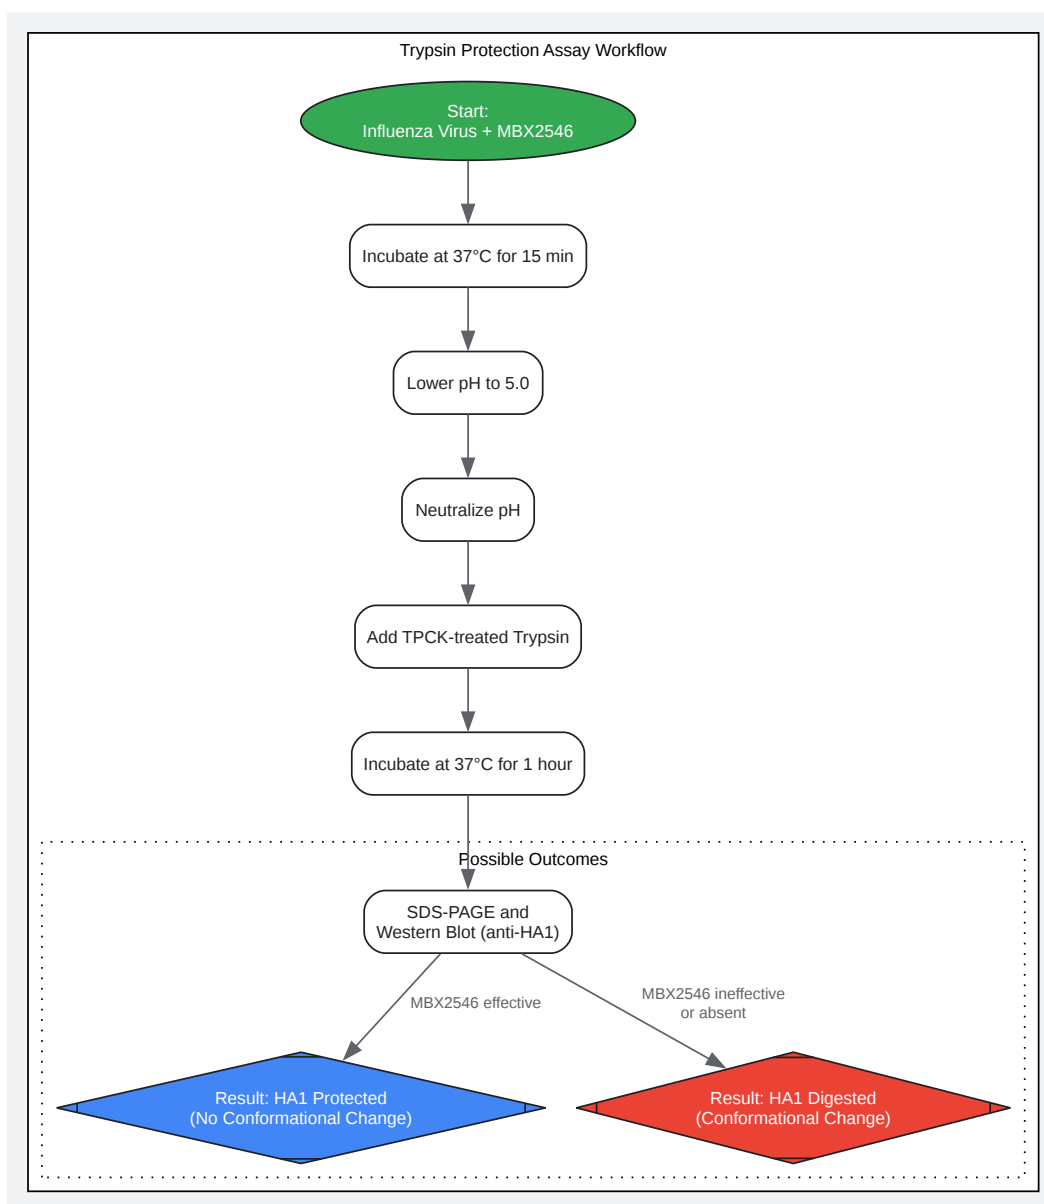 Trypsin Protection Assay Workflow
Start:
Influenza Virus + MBX2546
Incubate at 37°C for 15 min
Lower pH to 5.0
Neutralize pH
Add TPCK-treated Trypsin
Incubate at 37°C for 1 hour
Possible Outcomes
SDS-PAGE and
Western Blot (anti-HA1)
MBX2546 effective
MBX2546 ineffective
or absent
Result: HA1 Protected
(No Conformational Change)
Result: HA1 Digested
(Conformational Change)